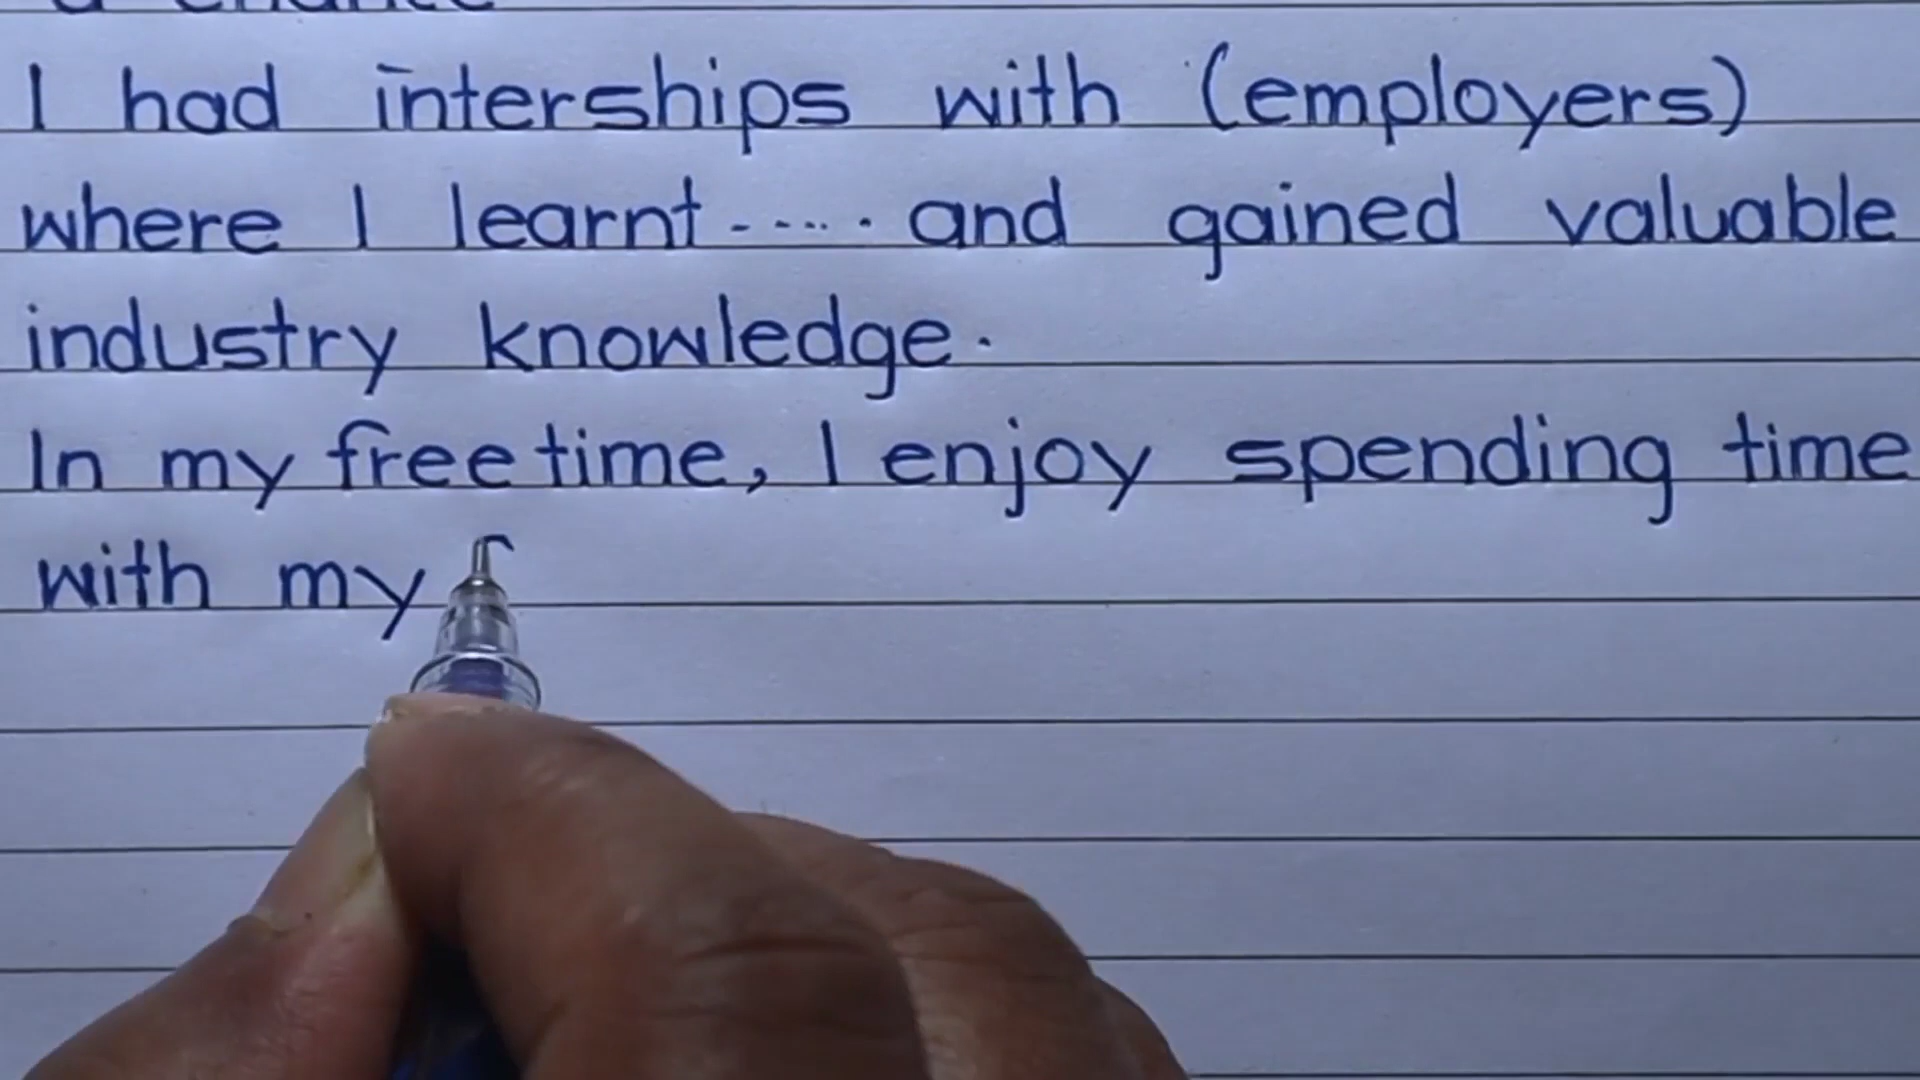 a chance
I had interships with (employers)
where I learnt ..... and gained valuable
industry knowledge.
In my free time, I enjoy spending time
with my